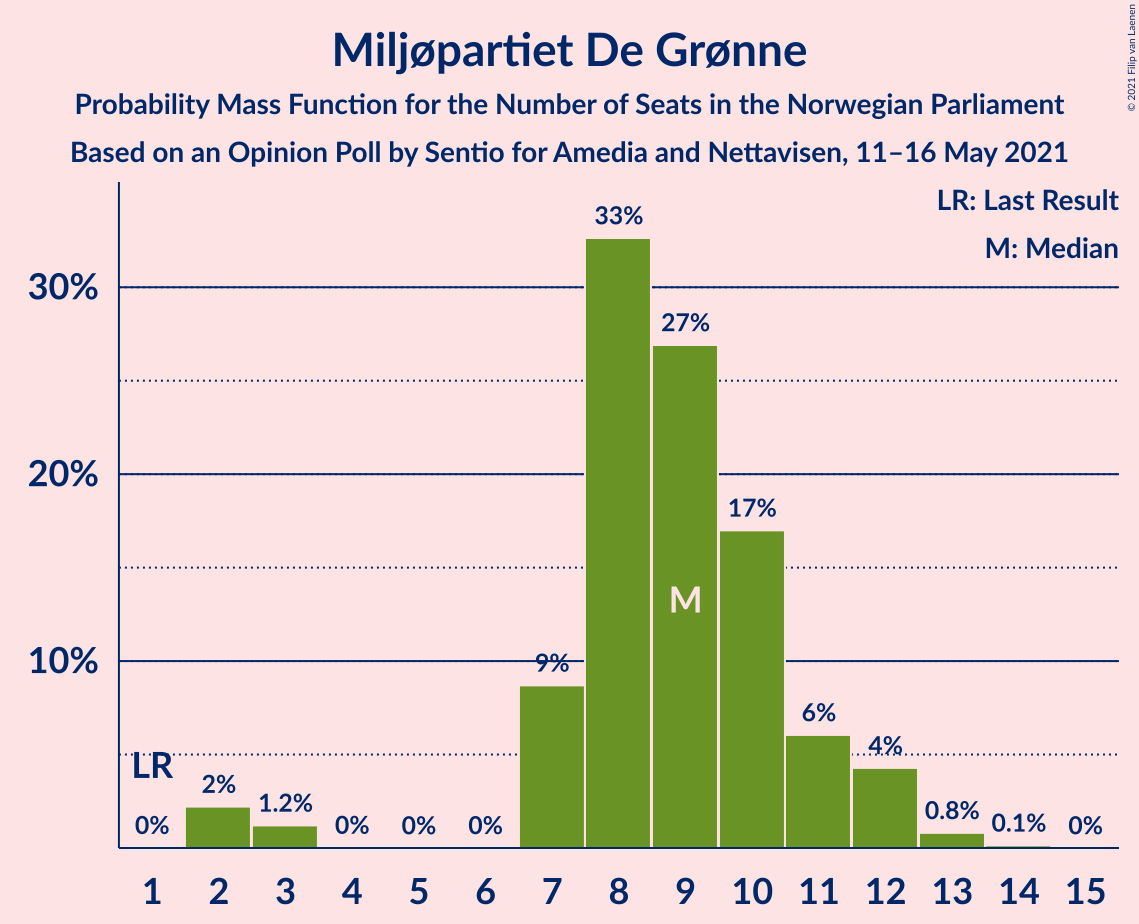 Miljøpartiet De Grønne
Probability Mass Function for the Number of Seats in the Norwegian Parliament
Based on an Opinion Poll by Sentio for Amedia and Nettavisen, 11–16 May 2021
© 2021 Filip van Laenen
LR: Last Result
M: Median
33%
30%
27%
20%
17%
M
10%
9%
6%
4%
LR
2%
1.2%
0.8%
0.1%
0%
0%
0%
0%
0%
1 2 3 4 5 6 7 8 9 10 11 12 13 14 15